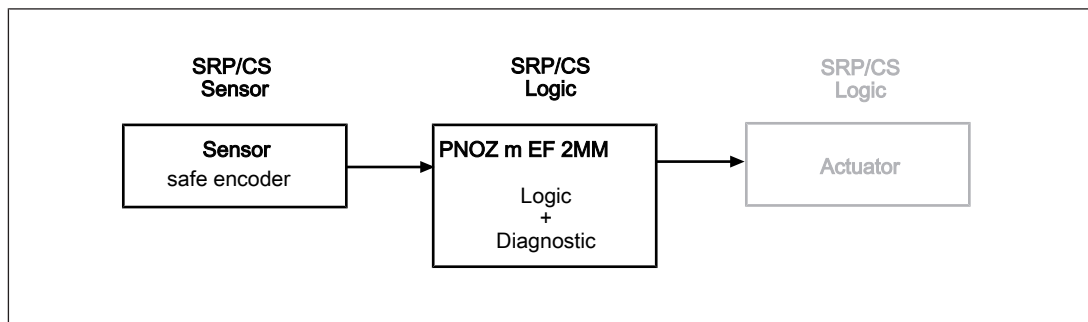 SRP/CS
Sensor
SRP/CS
Logic
SRP/CS
Logic
Sensor
safe encoder
PNOZ m EF 2MM
Logic
+
Diagnostic
Actuator